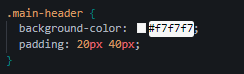 .main-header {
  background-color: #f7f7f7;
  padding: 20px 40px;
}